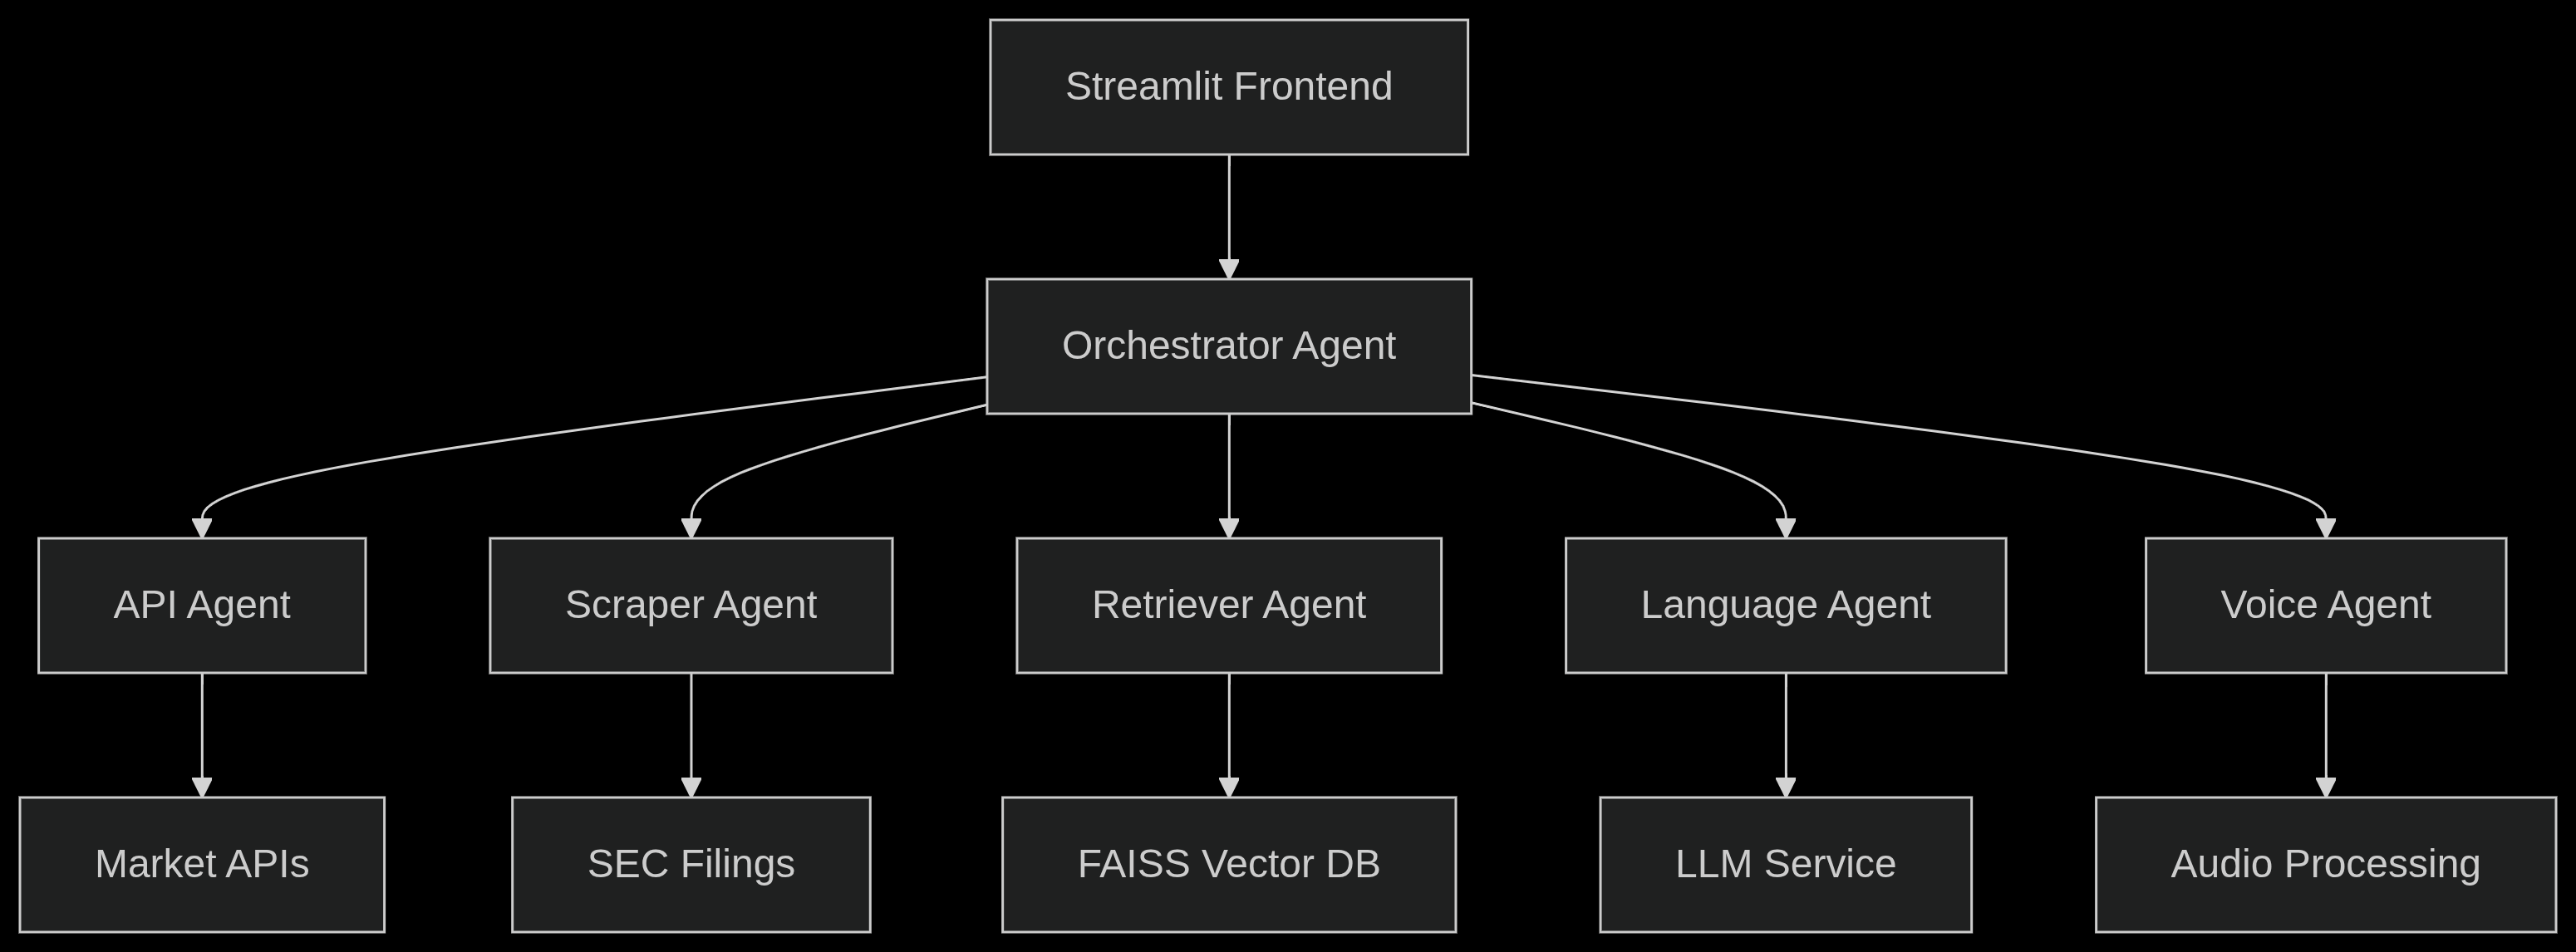 Streamlit Frontend
Orchestrator Agent
API Agent
Scraper Agent
Retriever Agent
Language Agent
Voice Agent
Market APIs
SEC Filings
FAISS Vector DB
LLM Service
Audio Processing